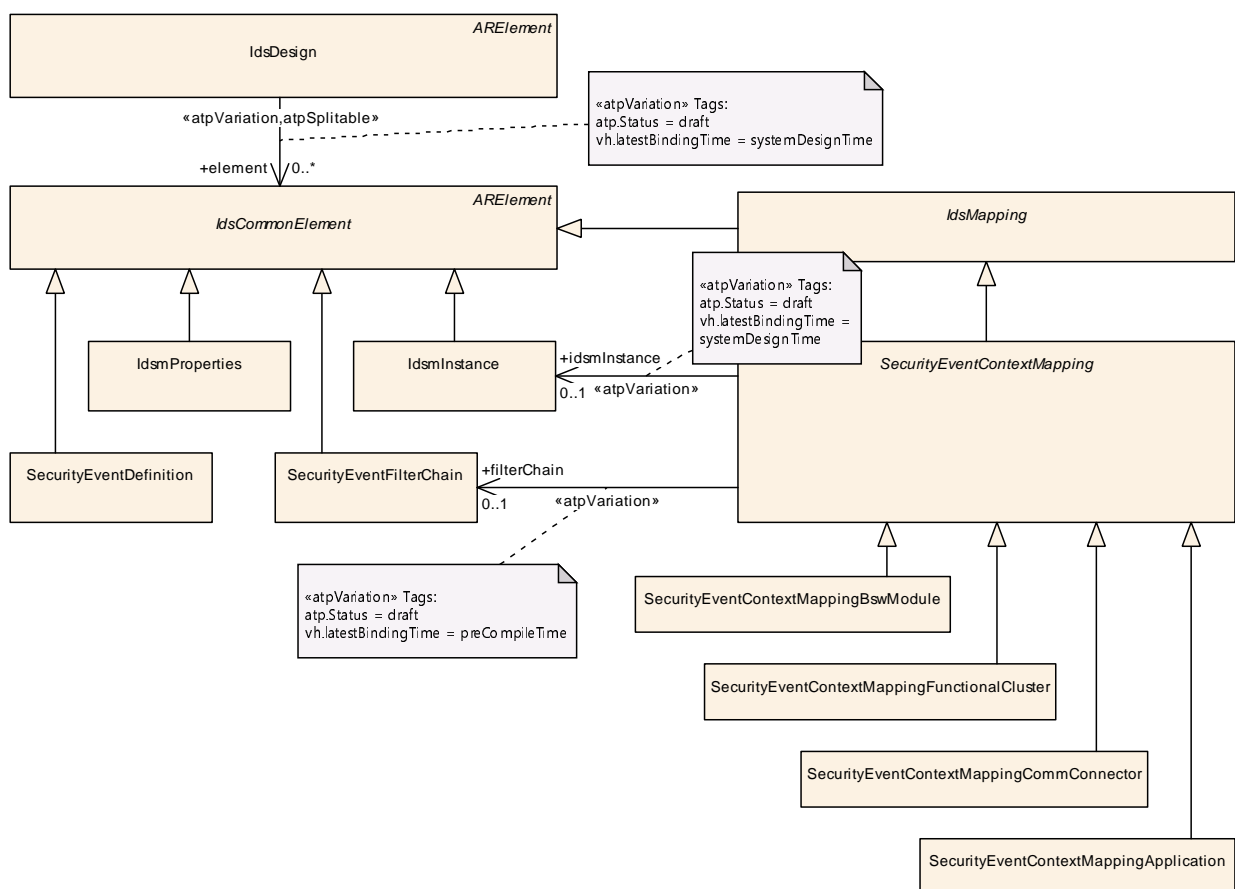 ARElement
IdsDesign
«atpVariation,atpSplitable»
«atpVariation» Tags:
atp.Status = draft
vh.latestBindingTime = systemDesignTime
+element
0..*
ARElement
IdsCommonElement
IdsMapping
«atpVariation» Tags:
atp.Status = draft
vh.latestBindingTime =
systemDesignTime
IdsmProperties
IdsmInstance
+idsmInstance
0..1
«atpVariation»
SecurityEventContextMapping
SecurityEventDefinition
SecurityEventFilterChain
+filterChain
0..1
«atpVariation»
«atpVariation» Tags:
atp.Status = draft
vh.latestBindingTime = preCompileTime
SecurityEventContextMappingBswModule
SecurityEventContextMappingFunctionalCluster
SecurityEventContextMappingCommConnector
SecurityEventContextMappingApplication